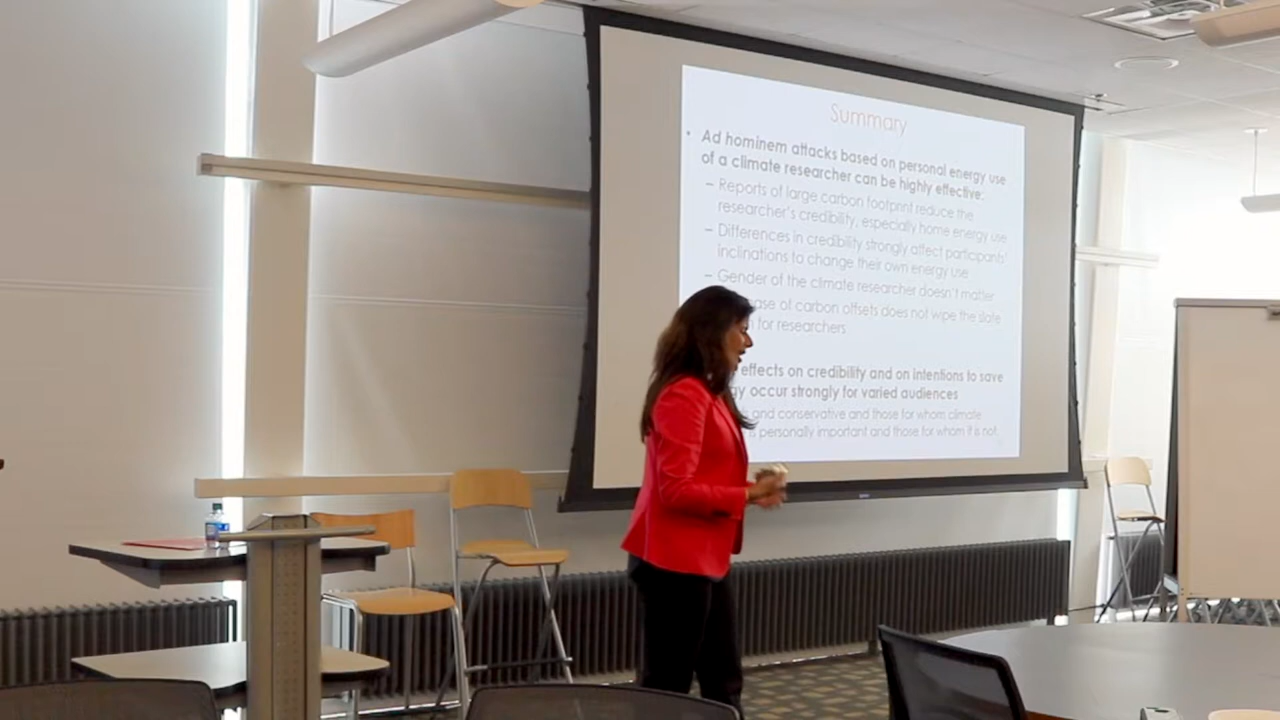 Summary
• Ad hominem attacks based on personal energy use
of a climate researcher can be highly effective:
– Reports of large carbon footprint reduce the
researcher's credibility, especially home energy use
– Differences in credibility strongly affect participants'
inclinations to change their own energy use
– Gender of the climate researcher doesn't matter
of carbon offsets does not wipe the slate
for researchers
effects on credibility and on intentions to save
occur strongly for varied audiences
and conservative and those for whom climate
is personally important and those for whom it is not.